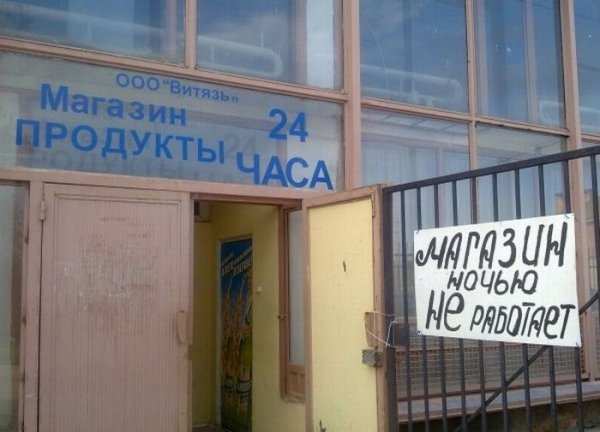 ООО "Витязь"
Магазин 24
ПРОДУКТЫ ЧАСА
МАГАЗИН
НОЧЬЮ
НЕ РАБОТАЕТ